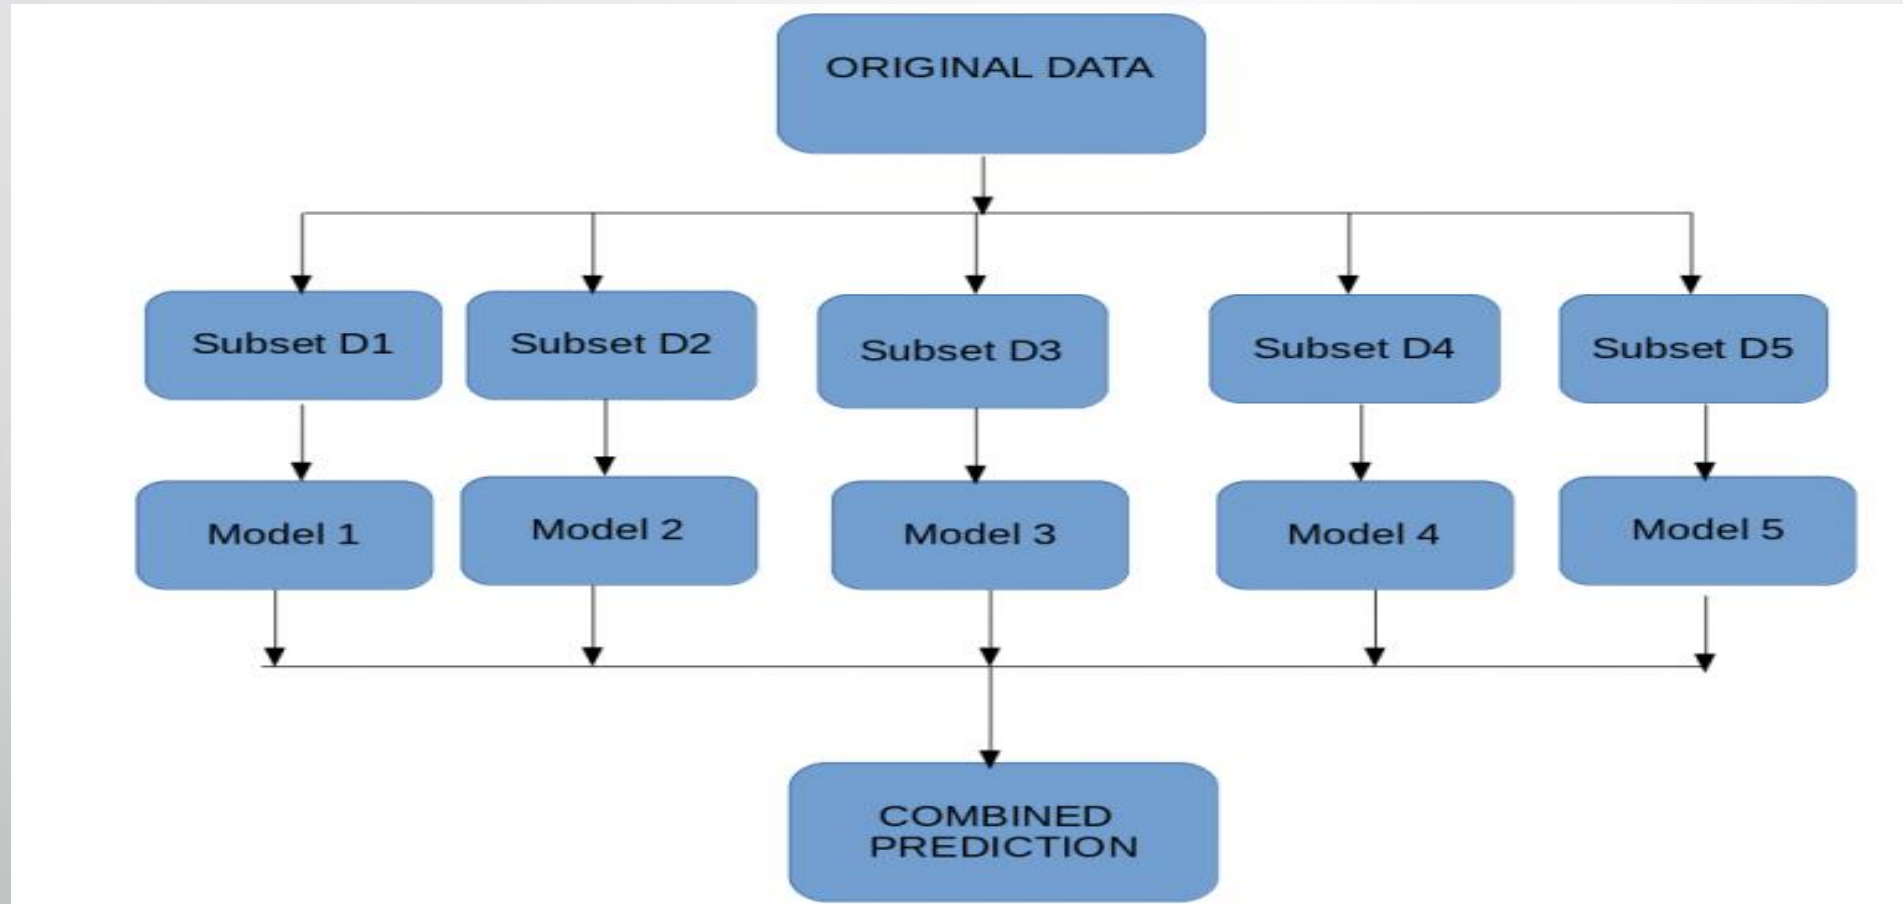 ORIGINAL DATA
Subset D1
Subset D2
Subset D3
Subset D4
Subset D5
Model 1
Model 2
Model 3
Model 4
Model 5
COMBINED
PREDICTION